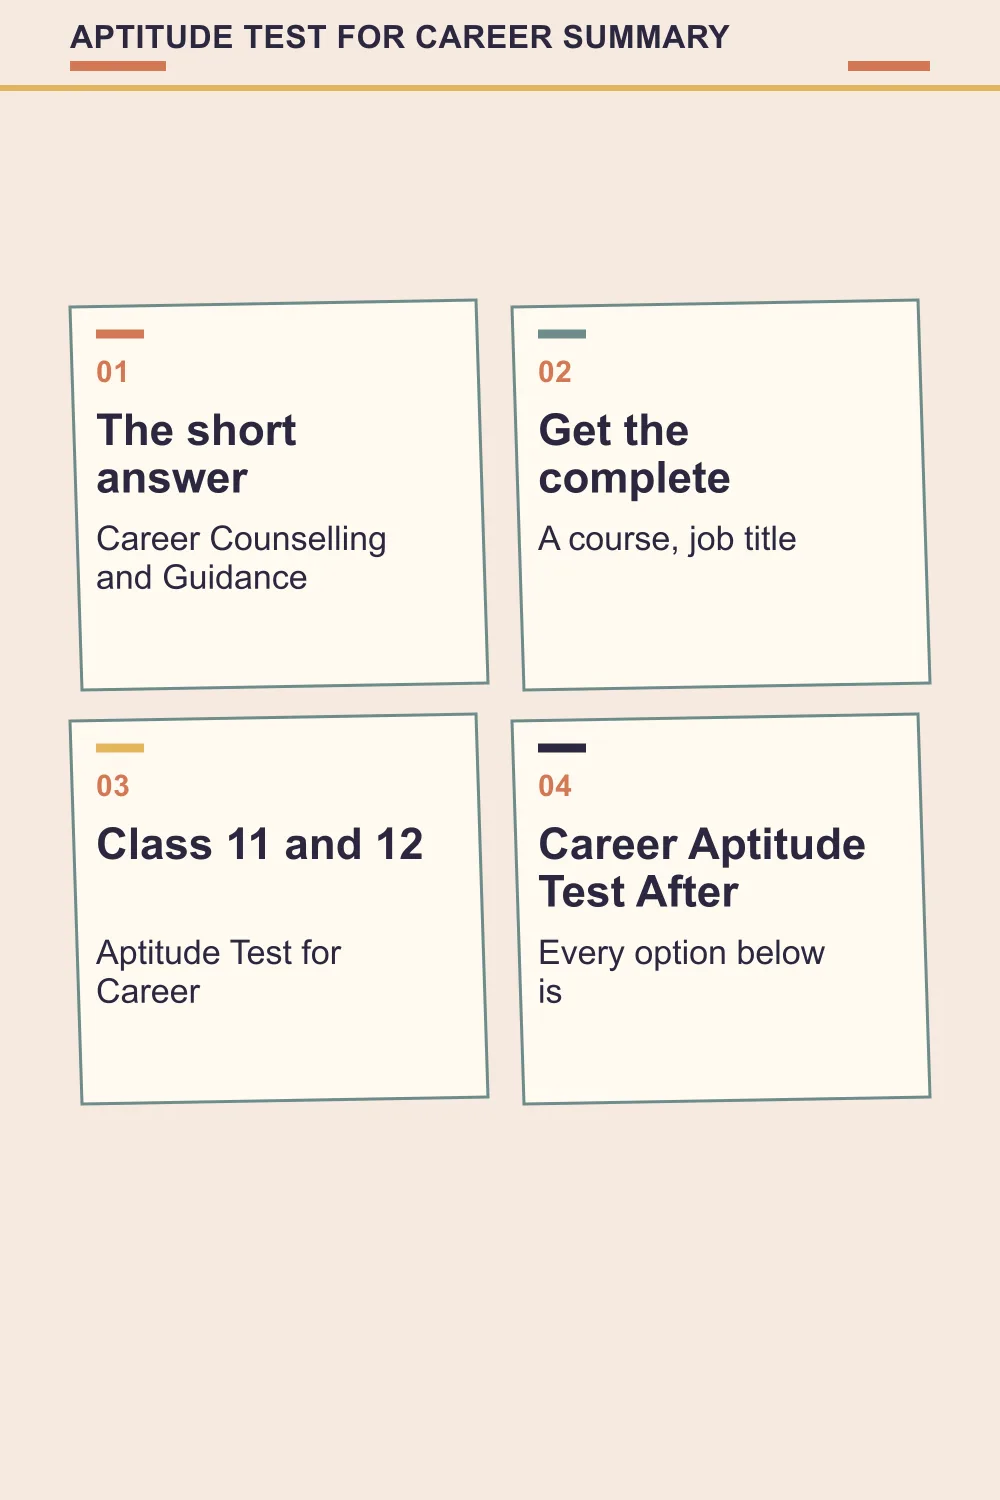 APTITUDE TEST FOR CAREER SUMMARY
01
The short
answer
Career Counselling
and Guidance
02
Get the
complete
A course, job title
03
Class 11 and 12
Aptitude Test for
Career
04
Career Aptitude
Test After
Every option below
is